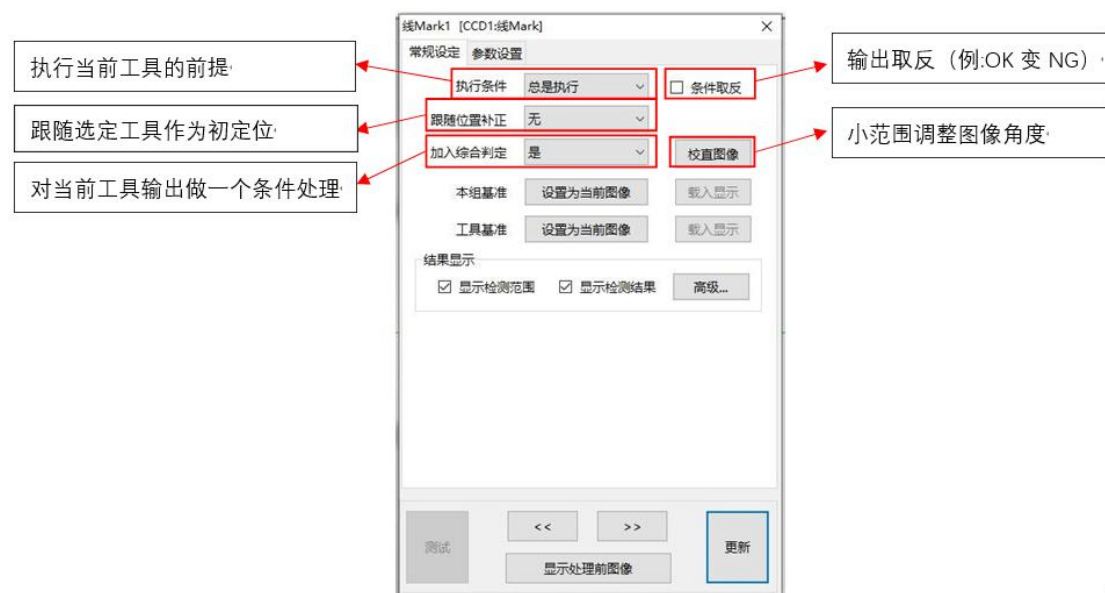 线Mark1 [CCD1:线Mark]
常规设定 参数设置
执行当前工具的前提
执行条件 总是执行 条件取反
输出取反（例:OK 变 NG）
跟随选定工具作为初定位
跟随位置补正 无
小范围调整图像角度
对当前工具输出做一个条件处理
加入综合判定 是 校直图像
本组基准 设置为当前图像 载入显示
工具基准 设置为当前图像 载入显示
结果显示
显示检测范围 显示检测结果 高级...
<< >>
测试 更新
显示处理前图像